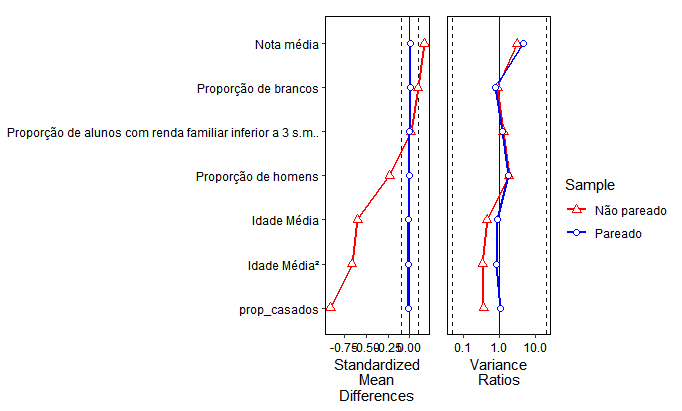 Nota média
Proporção de brancos
Proporção de alunos com renda familiar inferior a 3 s.m..
Proporção de homens
Idade Média
Idade Média²
prop_casados
-0.75 -0.50 -0.25 0.00
0.1 1.0 10.0
Standardized
Mean
Differences
Variance
Ratios
Sample
Não pareado
Pareado